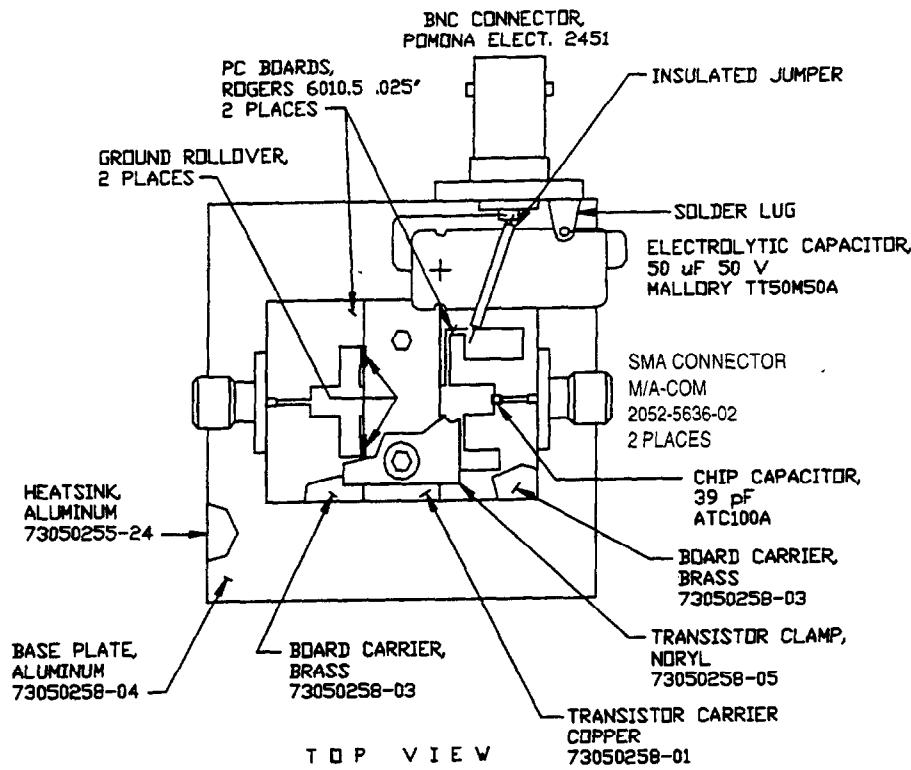 BNC CONNECTOR,
POMONA ELECT. 2451
PC BOARDS,
ROGERS 6010.5 .025"
2 PLACES
INSULATED JUMPER
GROUND ROLLOVER,
2 PLACES
SOLDER LUG
ELECTROLYTIC CAPACITOR,
50 uF 50 V
MALLORY TT50M50A
SMA CONNECTOR
M/A-COM
2052-5636-02
2 PLACES
CHIP CAPACITOR,
39 pF
ATC100A
HEATSINK,
ALUMINUM
73050255-24
BOARD CARRIER,
BRASS
73050258-03
BASE PLATE,
ALUMINUM
73050258-04
BOARD CARRIER,
BRASS
73050258-03
TRANSISTOR CLAMP,
NORYL
73050258-05
TRANSISTOR CARRIER
COPPER
73050258-01
TOP VIEW